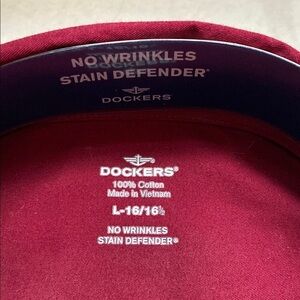 NO WRINKLES
STAIN DEFENDER®
DOCKERS
DOCKERS®
100% Cotton
Made in Vietnam
L-16/16½
NO WRINKLES
STAIN DEFENDER®